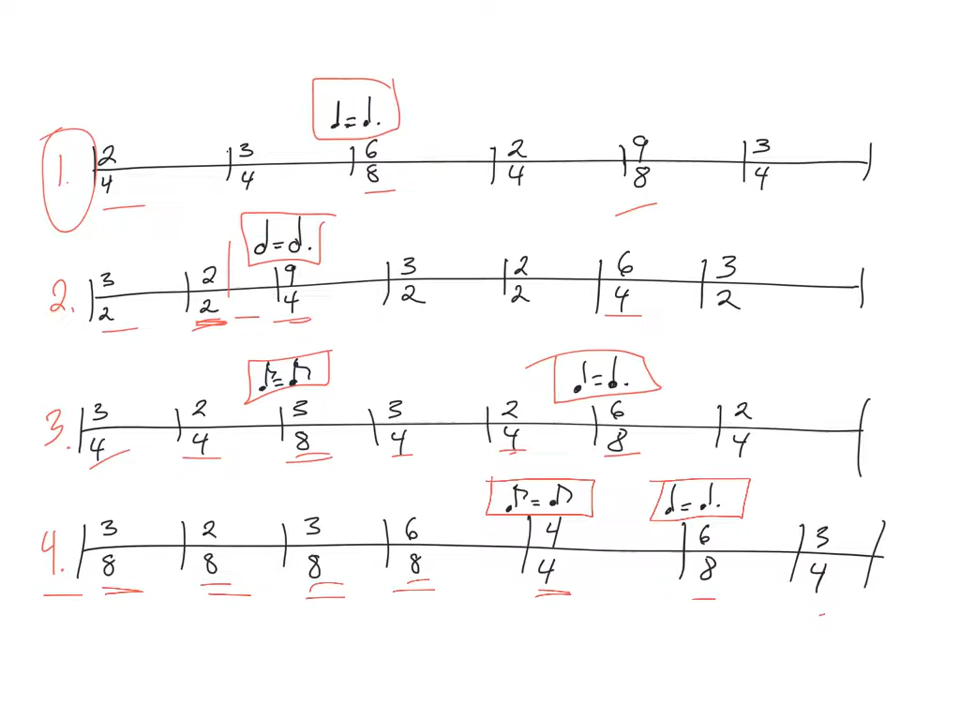 ♩=♩.
1. 2/4 3/4 6/8 2/4 9/8 3/4
𝅗𝅥=𝅗𝅥.
2. 3/2 2/2 9/4 3/2 2/2 6/4 3/2
♪=♪ ♩=♩.
3. 3/4 2/4 3/8 3/4 2/4 6/8 2/4
♪=♪ ♩=♩.
4. 3/8 2/8 3/8 6/8 4/4 6/8 3/4